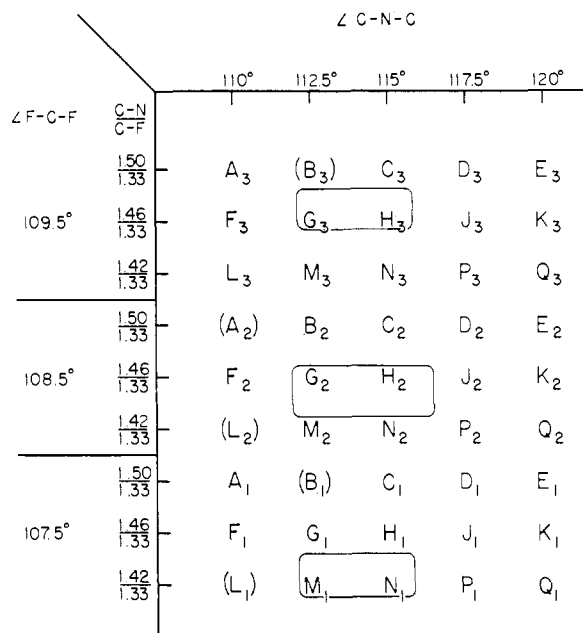 ∠ C-N-C
110° 112.5° 115° 117.5° 120°
∠F-C-F C-N/C-F
1.50/1.33 A₃ (B₃) C₃ D₃ E₃
109.5° 1.46/1.33 F₃ G₃ H₃ J₃ K₃
1.42/1.33 L₃ M₃ N₃ P₃ Q₃
1.50/1.33 (A₂) B₂ C₂ D₂ E₂
108.5° 1.46/1.33 F₂ G₂ H₂ J₂ K₂
1.42/1.33 (L₂) M₂ N₂ P₂ Q₂
1.50/1.33 A₁ (B₁) C₁ D₁ E₁
107.5° 1.46/1.33 F₁ G₁ H₁ J₁ K₁
1.42/1.33 (L₁) M₁ N₁ P₁ Q₁